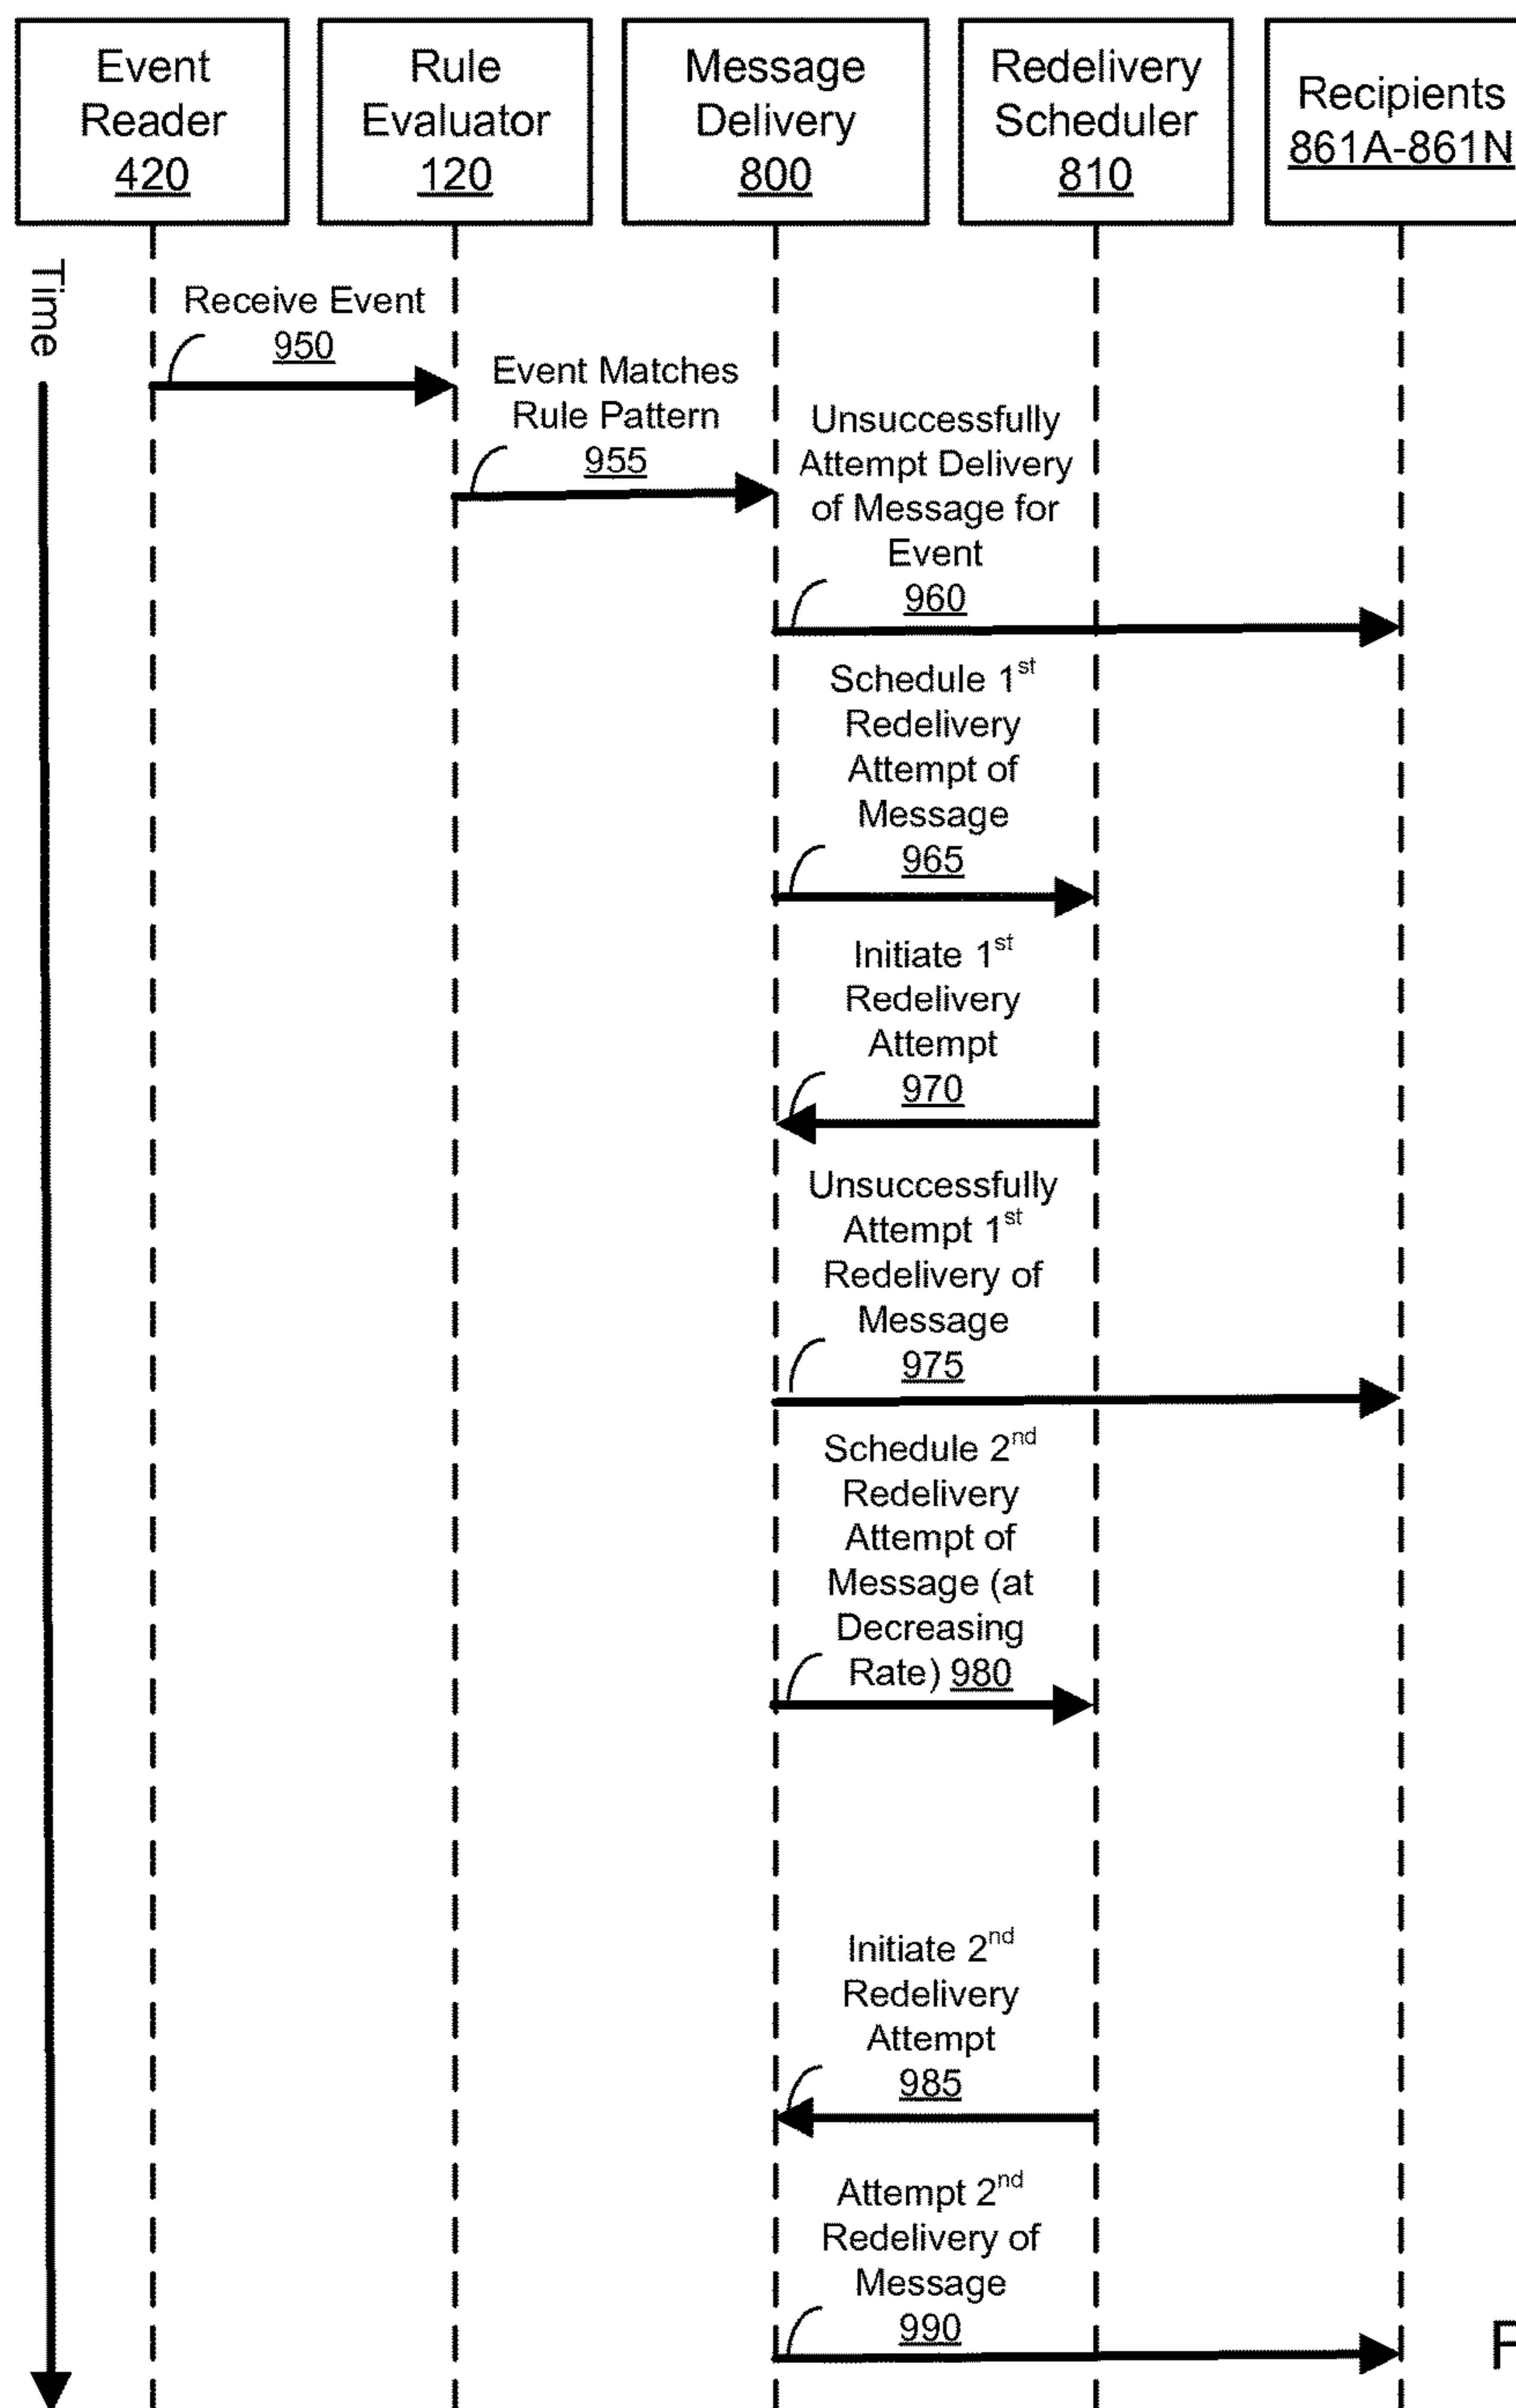 Event
Reader
420
Rule
Evaluator
120
Message
Delivery
800
Redelivery
Scheduler
810
Recipients
861A-861N
Time
Receive Event
950
Event Matches
Rule Pattern
955
Unsuccessfully
Attempt Delivery
of Message for
Event
960
Schedule 1st
Redelivery
Attempt of
Message
965
Initiate 1st
Redelivery
Attempt
970
Unsuccessfully
Attempt 1st
Redelivery of
Message
975
Schedule 2nd
Redelivery
Attempt of
Message (at
Decreasing
Rate) 980
Initiate 2nd
Redelivery
Attempt
985
Attempt 2nd
Redelivery of
Message
990